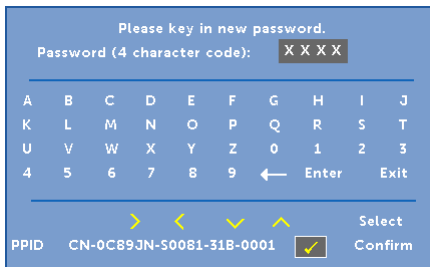 Please key in new password.
Password (4 character code): X X X X
A B C D E F G H I J
K L M N O P Q R S T
U V W X Y Z 0 1 2 3
4 5 6 7 8 9 ← Enter Exit
Select
PPID CN-0C89JN-S0081-31B-0001 ✓ Confirm